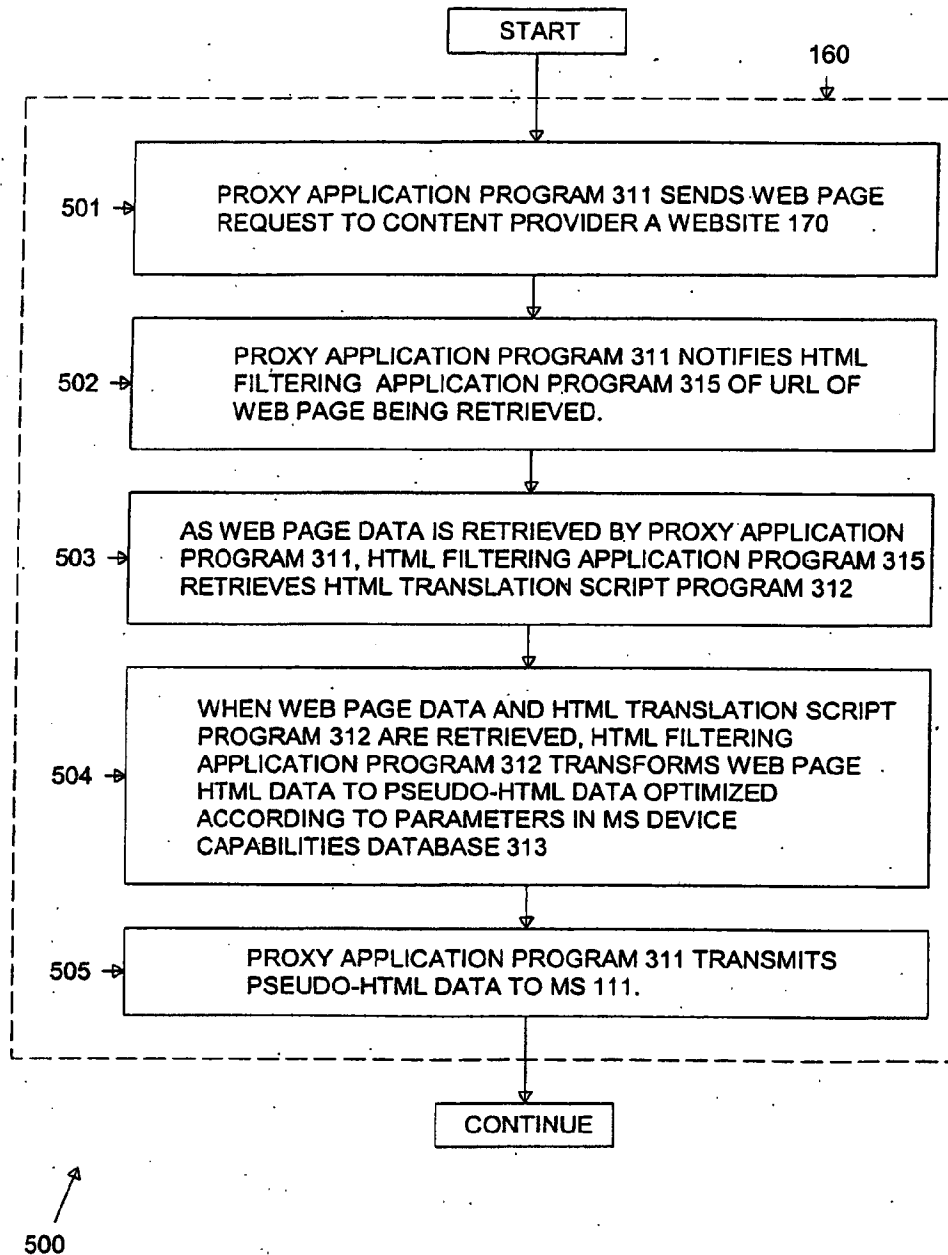 START
160
501
PROXY APPLICATION PROGRAM 311 SENDS WEB PAGE
REQUEST TO CONTENT PROVIDER A WEBSITE 170
502
PROXY APPLICATION PROGRAM 311 NOTIFIES HTML
FILTERING APPLICATION PROGRAM 315 OF URL OF
WEB PAGE BEING RETRIEVED.
503
AS WEB PAGE DATA IS RETRIEVED BY PROXY APPLICATION
PROGRAM 311, HTML FILTERING APPLICATION PROGRAM 315
RETRIEVES HTML TRANSLATION SCRIPT PROGRAM 312
504
WHEN WEB PAGE DATA AND HTML TRANSLATION SCRIPT
PROGRAM 312 ARE RETRIEVED, HTML FILTERING
APPLICATION PROGRAM 312 TRANSFORMS WEB PAGE
HTML DATA TO PSEUDO-HTML DATA OPTIMIZED
ACCORDING TO PARAMETERS IN MS DEVICE
CAPABILITIES DATABASE 313
505
PROXY APPLICATION PROGRAM 311 TRANSMITS
PSEUDO-HTML DATA TO MS 111.
CONTINUE
500